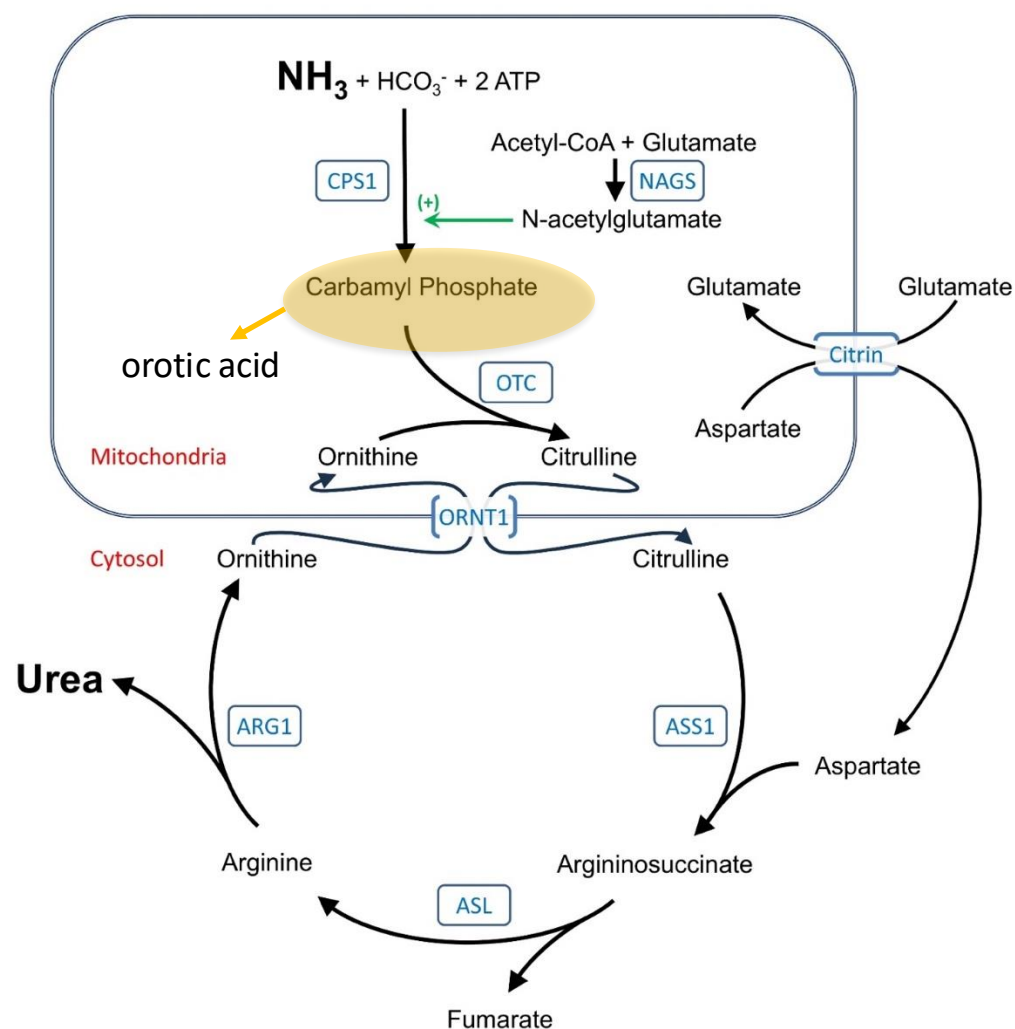 NH₃ + HCO₃⁻ + 2 ATP
Acetyl-CoA + Glutamate
CPS1
NAGS
(+)
N-acetylglutamate
Carbamyl Phosphate
Glutamate
Glutamate
Citrin
orotic acid
OTC
Aspartate
Mitochondria
Ornithine
Citrulline
ORNT1
Cytosol
Ornithine
Citrulline
Urea
ARG1
ASS1
Aspartate
Arginine
Argininosuccinate
ASL
Fumarate